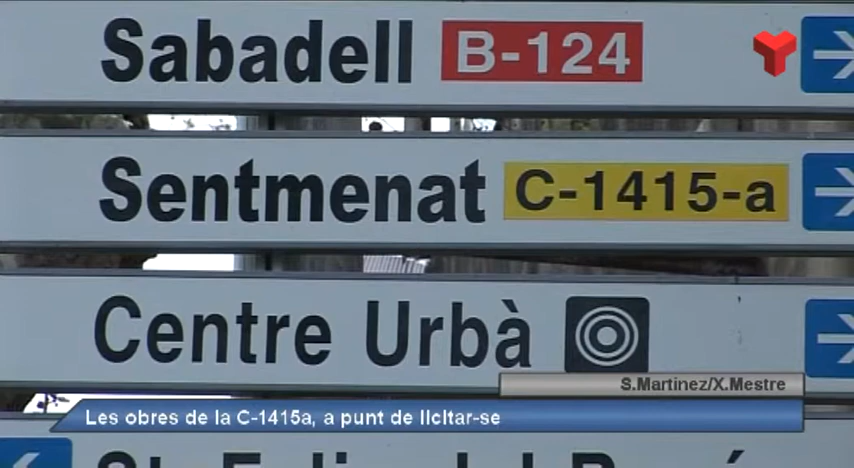 Sabadell B-124
Sentmenat C-1415-a
Centre Urbà
S.Martinez/X.Mestre
Les obres de la C-1415a, a punt de licitar-se